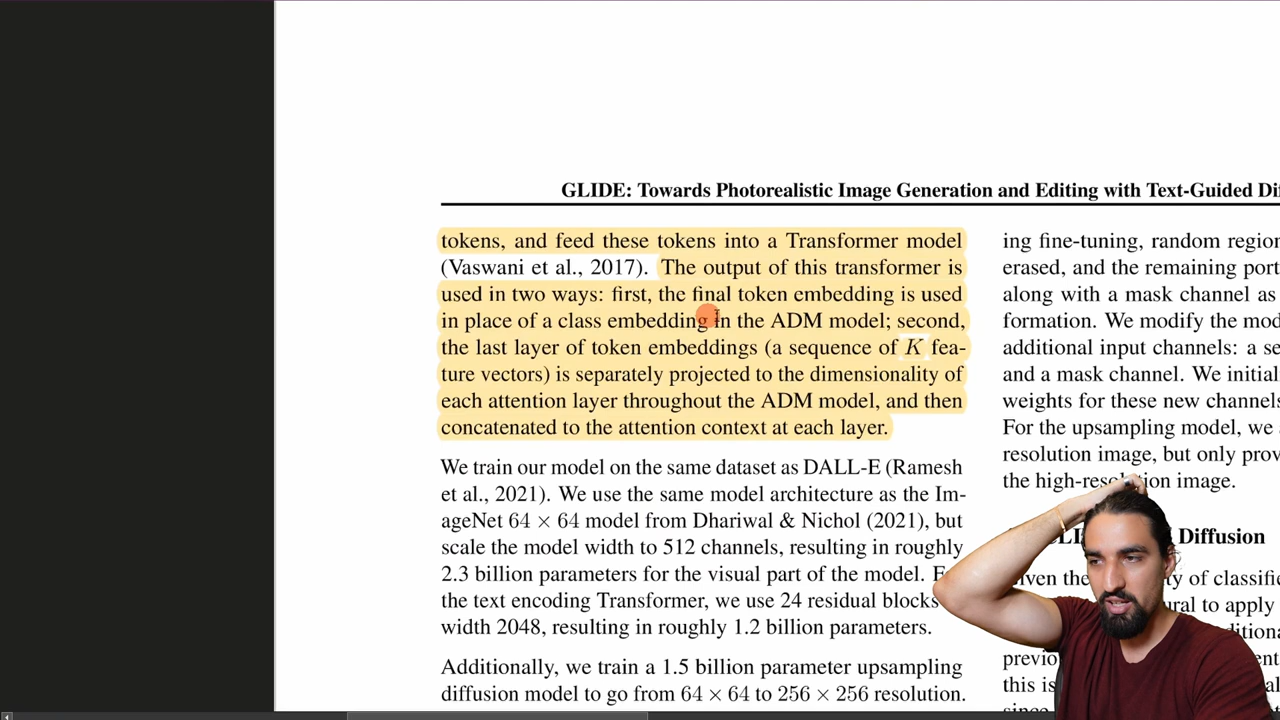 GLIDE: Towards Photorealistic Image Generation and Editing with Text-Guided Dif
tokens, and feed these tokens into a Transformer model
(Vaswani et al., 2017). The output of this transformer is
used in two ways: first, the final token embedding is used
in place of a class embedding in the ADM model; second,
the last layer of token embeddings (a sequence of K fea-
ture vectors) is separately projected to the dimensionality of
each attention layer throughout the ADM model, and then
concatenated to the attention context at each layer.
We train our model on the same dataset as DALL-E (Ramesh
et al., 2021). We use the same model architecture as the Im-
ageNet 64 × 64 model from Dhariwal & Nichol (2021), but
scale the model width to 512 channels, resulting in roughly
2.3 billion parameters for the visual part of the model.
the text encoding Transformer, we use 24 residual blocks
width 2048, resulting in roughly 1.2 billion parameters.
Additionally, we train a 1.5 billion parameter upsampling
diffusion model to go from 64 × 64 to 256 × 256 resolution.
ing fine-tuning, random region
erased, and the remaining port
along with a mask channel as
formation. We modify the mod
additional input channels: a se
and a mask channel. We initial
weights for these new channels
For the upsampling model, we
resolution image, but only prov
the high-resolution image.
Diffusion
the of classifie
to apply
previo
this is
since